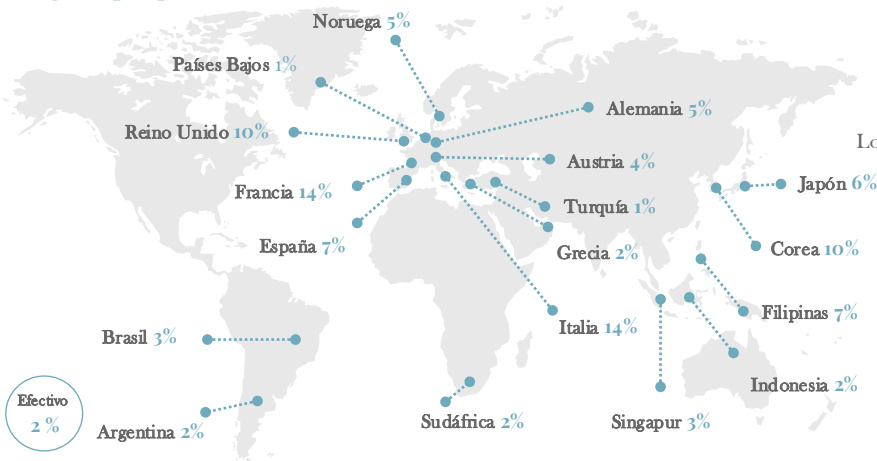 Noruega 5%
Países Bajos 1%
Alemania 5%
Reino Unido 10%
Lo
Austria 4%
Japón 6%
Francia 14%
Turquía 1%
España 7%
Grecia 2%
Corea 10%
Filipinas 7%
Italia 14%
Brasil 3%
Indonesia 2%
Efectivo
2 %
Argentina 2%
Sudáfrica 2%
Singapur 3%